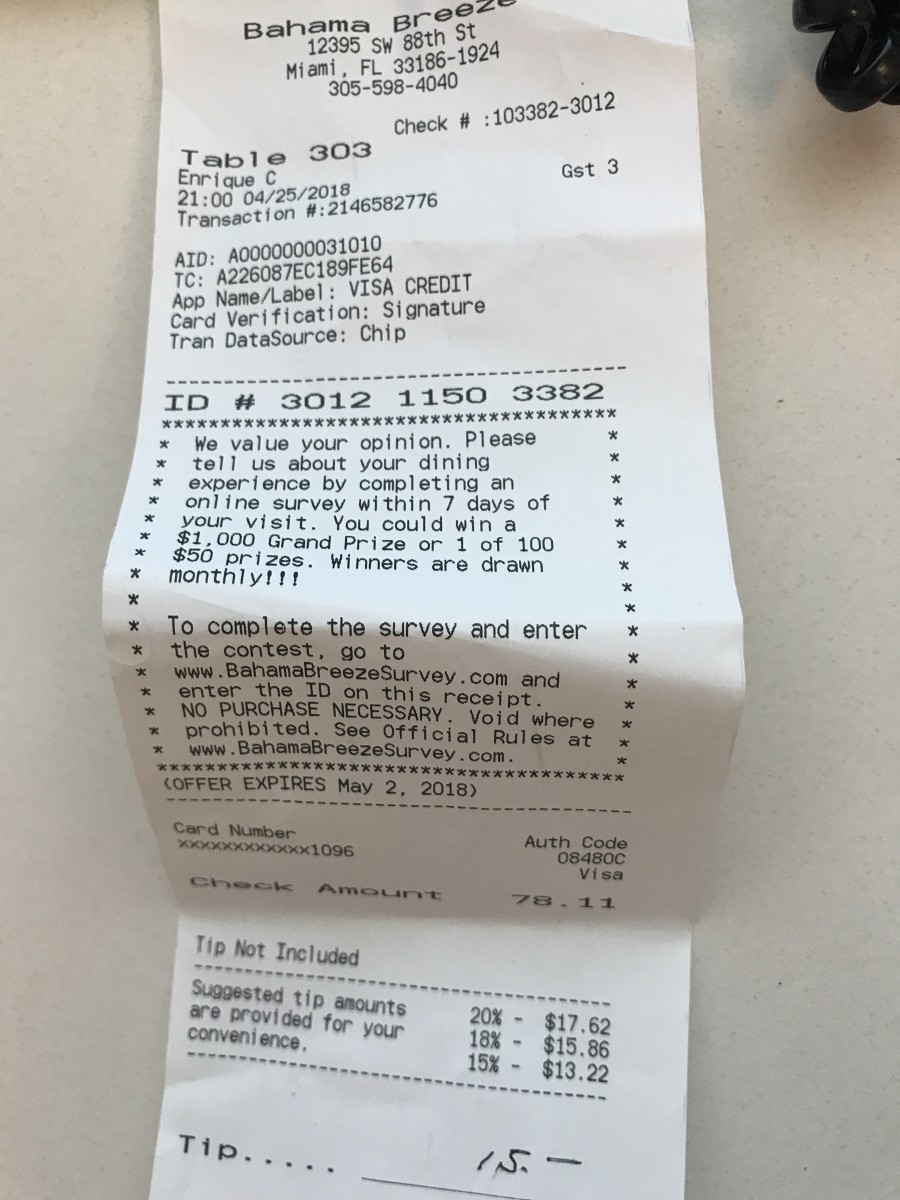 Bahama Breeze
12395 SW 88th St
Miami, FL 33186-1924
305-598-4040
Check # :103382-3012
Table 303
Enrique C
Gst 3
21:00 04/25/2018
Transaction #:2146582776
AID: A0000000031010
TC: A226087EC189FE64
App Name/Label: VISA CREDIT
Card Verification: Signature
Tran DataSource: Chip
------------------------------------------
ID # 3012 1150 3382
****************************************
* We value your opinion. Please *
* tell us about your dining *
* experience by completing an *
* online survey within 7 days of *
* your visit. You could win a *
* $1,000 Grand Prize or 1 of 100 *
* $50 prizes. Winners are drawn *
* monthly!!! *
* *
* To complete the survey and enter *
* the contest, go to *
* www.BahamaBreezeSurvey.com and *
* enter the ID on this receipt. *
* NO PURCHASE NECESSARY. Void where *
* prohibited. See Official Rules at *
* www.BahamaBreezeSurvey.com. *
****************************************
(OFFER EXPIRES May 2, 2018)
------------------------------------------
Card Number
Auth Code
xxxxxxxxxxxx1096
08480C
Visa
Check Amount 78.11
Tip Not Included
------------------------------------------
Suggested tip amounts
are provided for your
convenience.
20% - $17.62
18% - $15.86
15% - $13.22
------------------------------------------
Tip..... 15.—